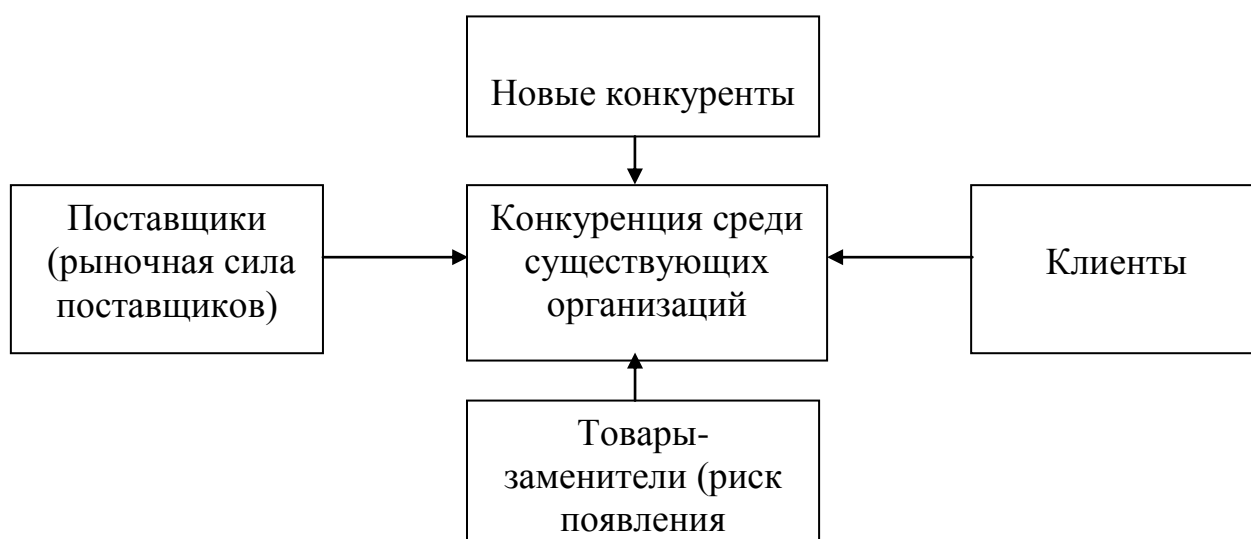 Новые конкуренты
Поставщики
(рыночная сила
поставщиков)
Конкуренция среди
существующих
организаций
Клиенты
Товары-
заменители (риск
появления